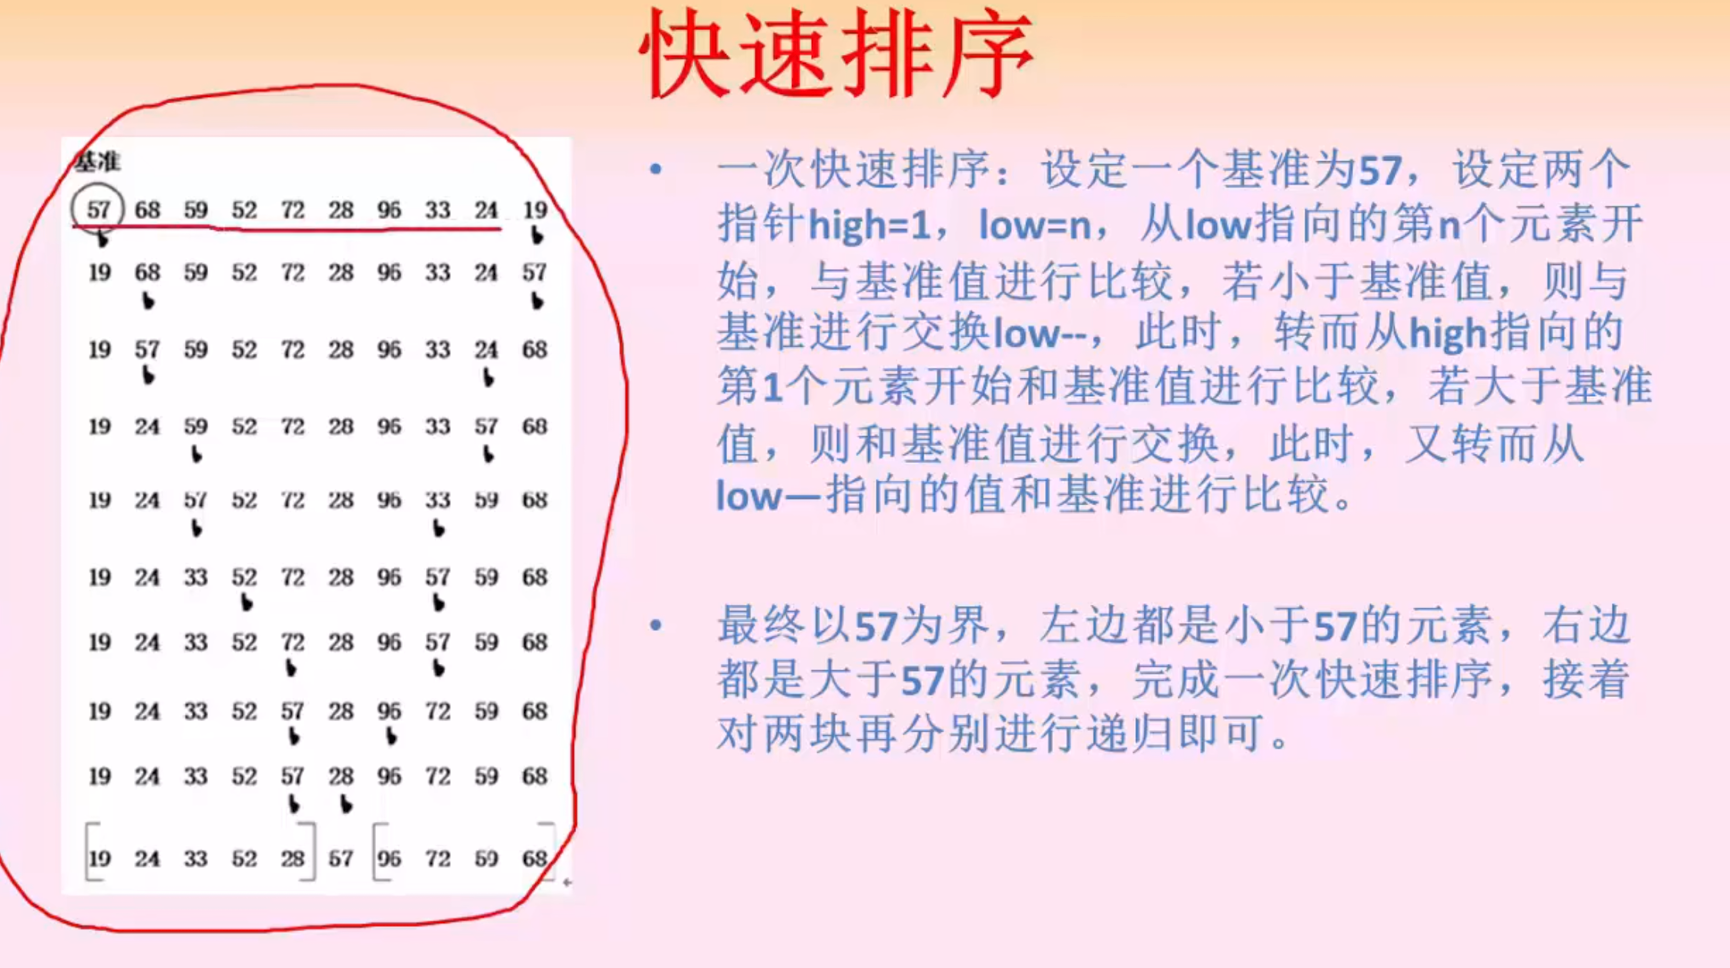 快速排序
基准
57 68 59 52 72 28 96 33 24 19
19 68 59 52 72 28 96 33 24 57
19 57 59 52 72 28 96 33 24 68
19 24 59 52 72 28 96 33 57 68
19 24 57 52 72 28 96 33 59 68
19 24 33 52 72 28 96 57 59 68
19 24 33 52 72 28 96 57 59 68
19 24 33 52 57 28 96 72 59 68
19 24 33 52 57 28 96 72 59 68
[19 24 33 52 28] 57 [96 72 59 68]
• 一次快速排序：设定一个基准为57，设定两个
指针high=1，low=n，从low指向的第n个元素开
始，与基准值进行比较，若小于基准值，则与
基准进行交换low--，此时，转而从high指向的
第1个元素开始和基准值进行比较，若大于基准
值，则和基准值进行交换，此时，又转而从
low—指向的值和基准进行比较。
• 最终以57为界，左边都是小于57的元素，右边
都是大于57的元素，完成一次快速排序，接着
对两块再分别进行递归即可。